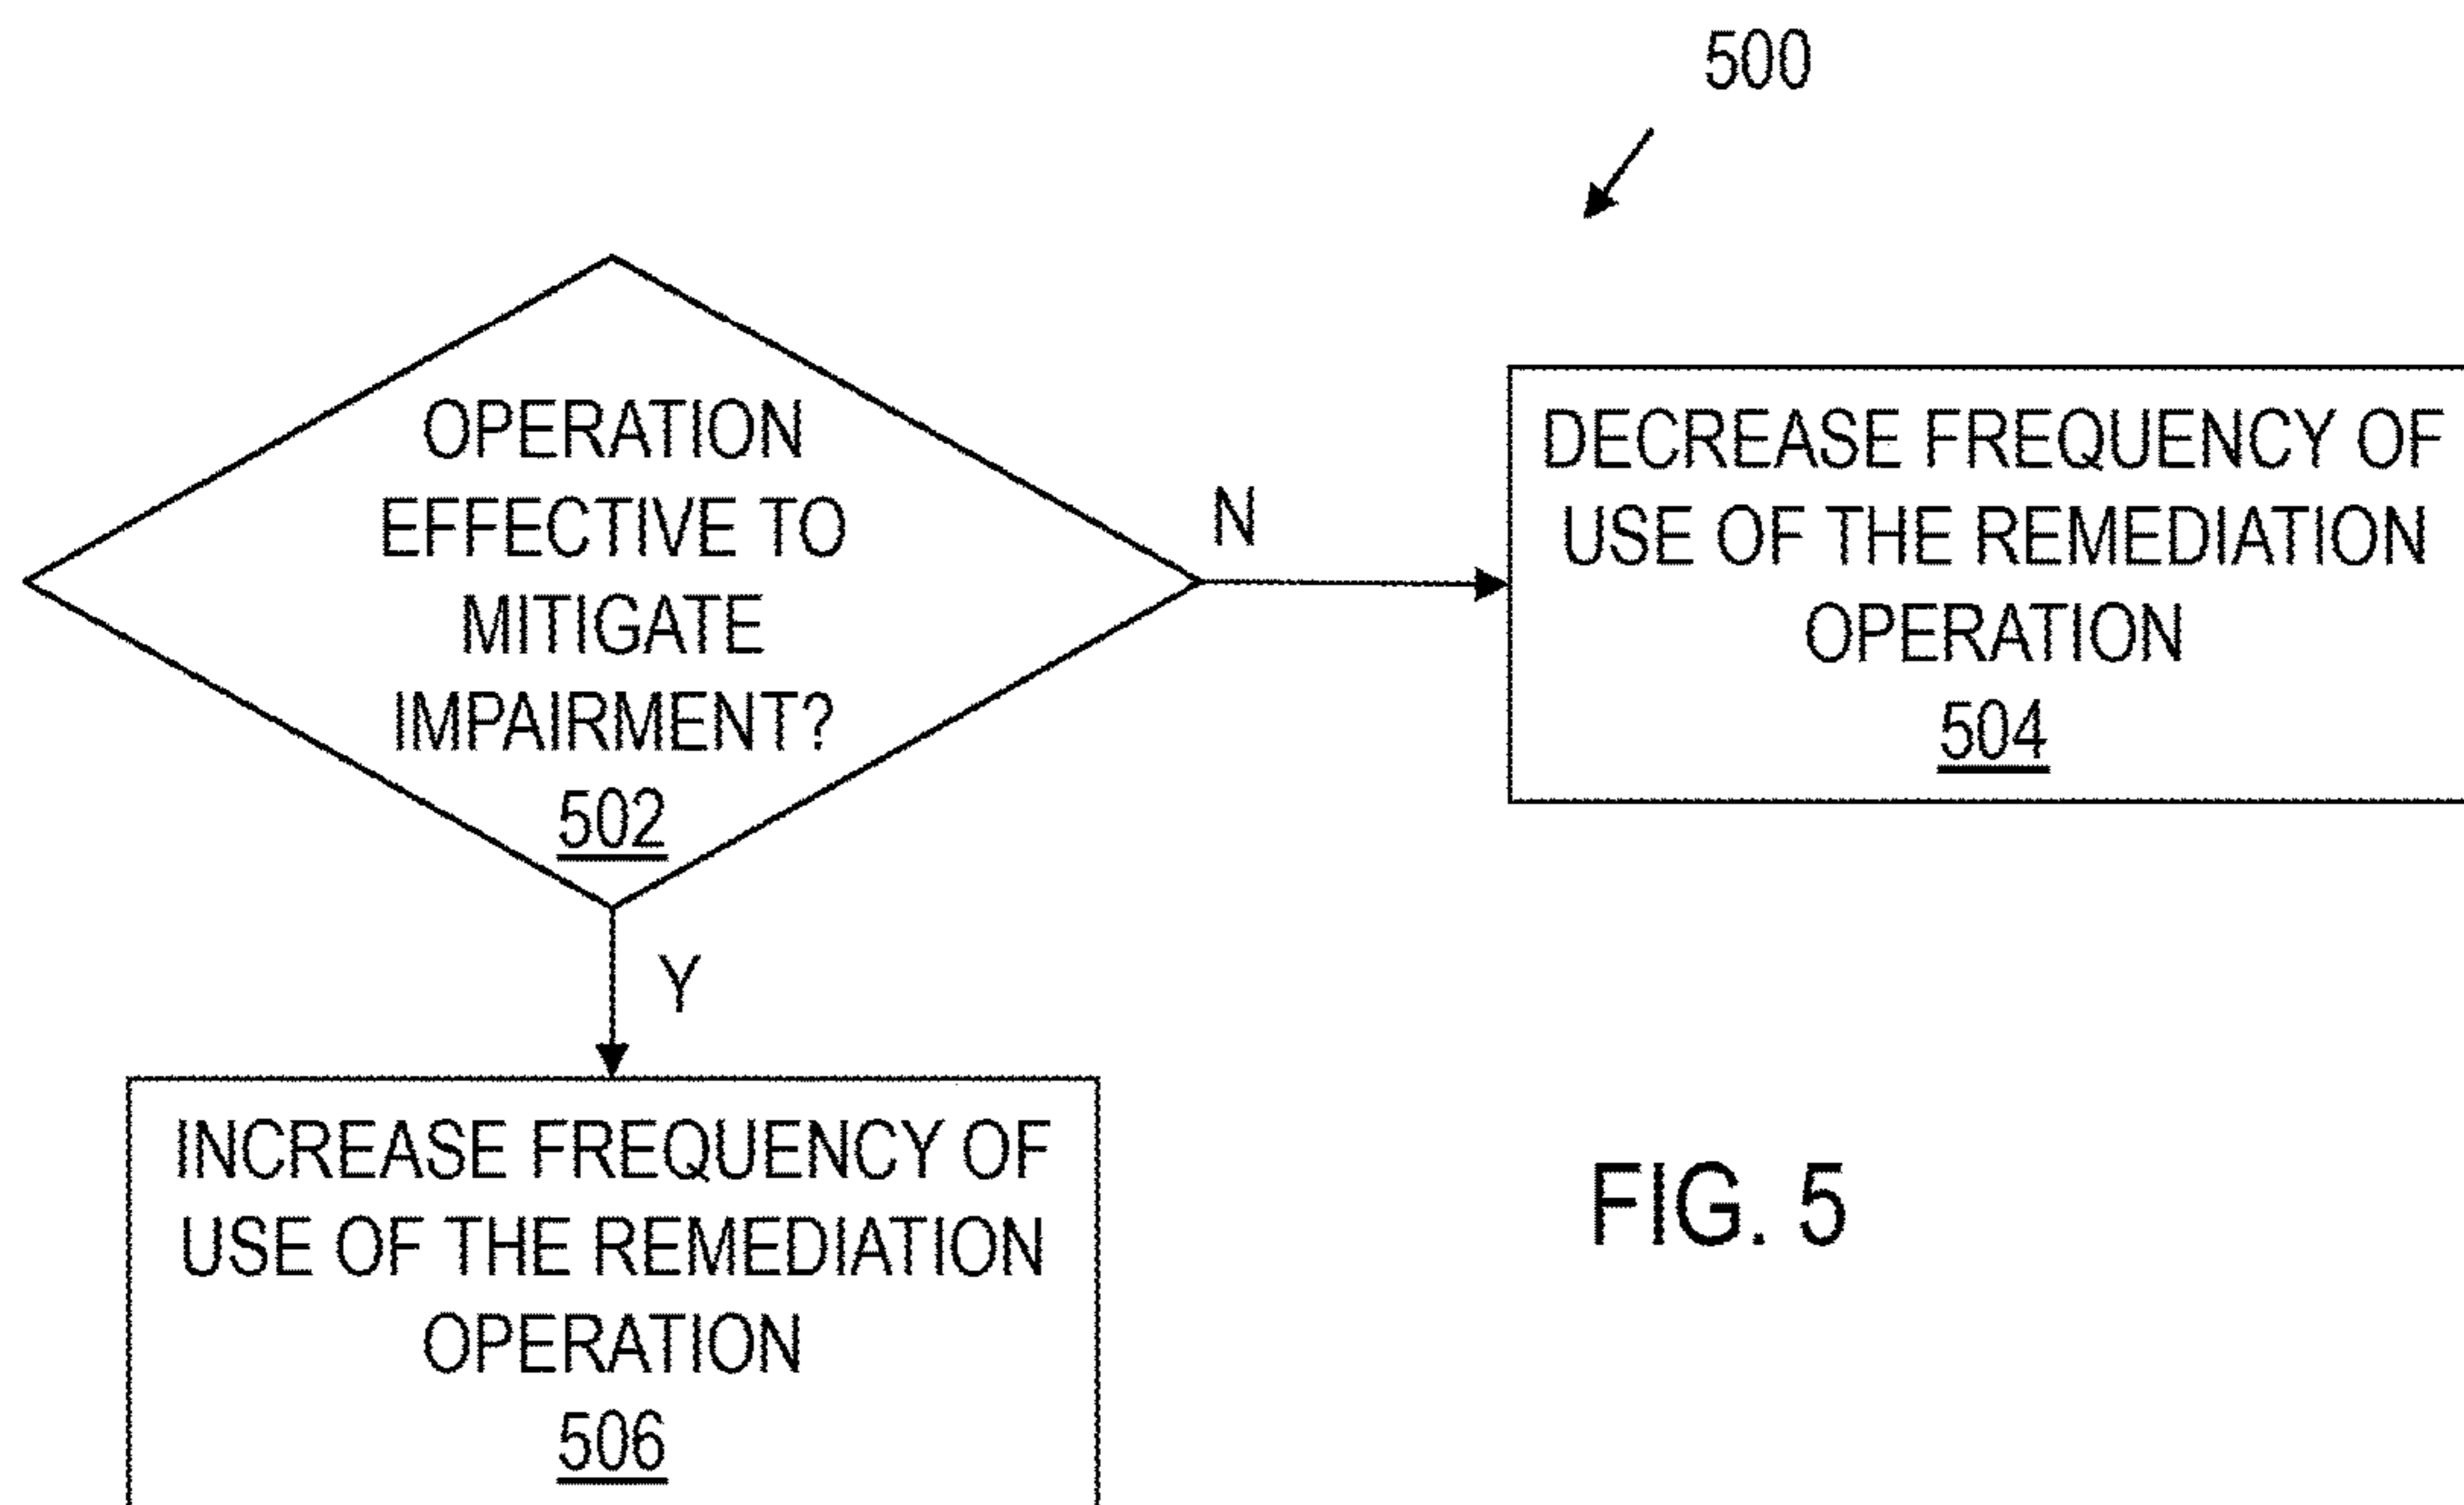 500
OPERATION
EFFECTIVE TO
MITIGATE
IMPAIRMENT?
502
N
DECREASE FREQUENCY OF
USE OF THE REMEDIATION
OPERATION
504
Y
INCREASE FREQUENCY OF
USE OF THE REMEDIATION
OPERATION
506
FIG. 5